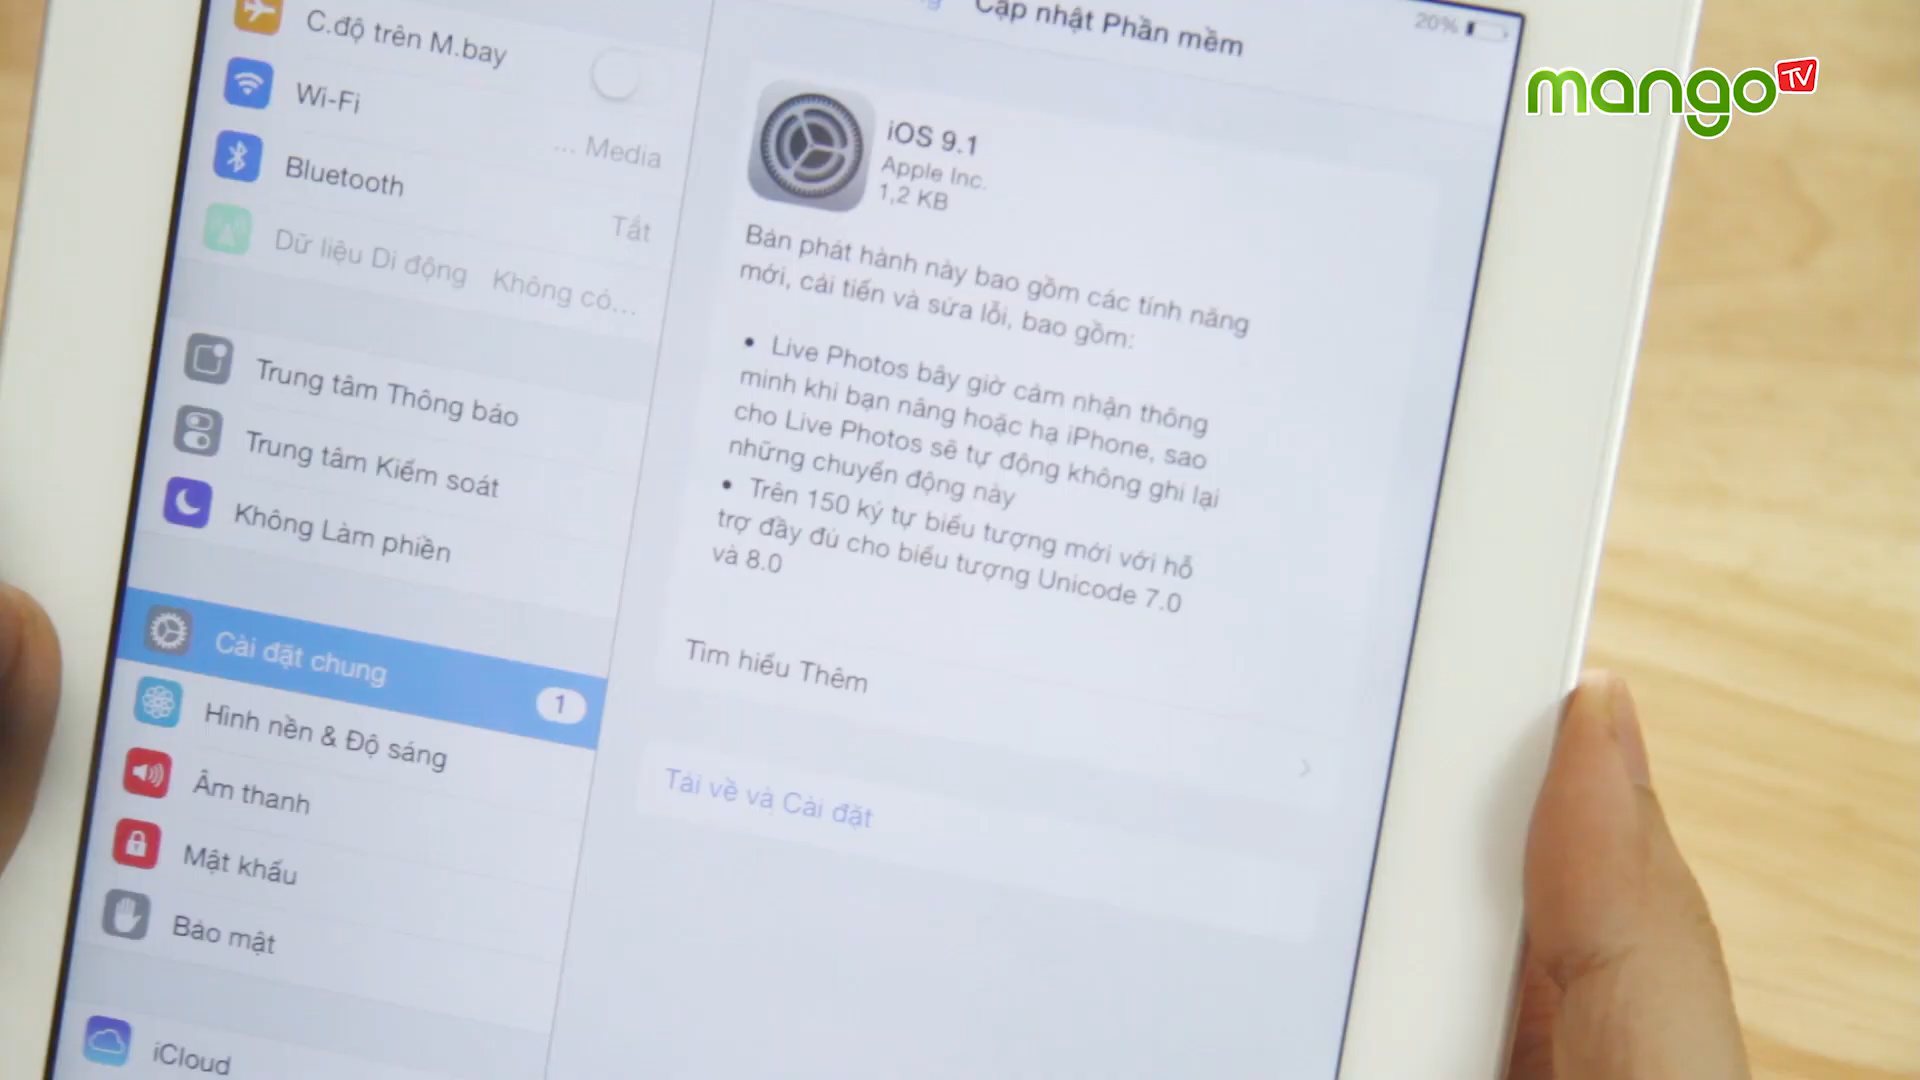 C.độ trên M.bay
Wi-Fi
... Media
Bluetooth
Tắt
Dữ liệu Di động Không có...
Trung tâm Thông báo
Trung tâm Kiểm soát
Không Làm phiền
Cài đặt chung
1
Hình nền & Độ sáng
Âm thanh
Mật khẩu
Bảo mật
iCloud
Cập nhật Phần mềm
20%
iOS 9.1
Apple Inc.
1,2 KB
Bản phát hành này bao gồm các tính năng
mới, cải tiến và sửa lỗi, bao gồm:
• Live Photos bây giờ cảm nhận thông
minh khi bạn nâng hoặc hạ iPhone, sao
cho Live Photos sẽ tự động không ghi lại
những chuyển động này
• Trên 150 ký tự biểu tượng mới với hỗ
trợ đầy đủ cho biểu tượng Unicode 7.0
và 8.0
Tìm hiểu Thêm
Tải về và Cài đặt
mango TV